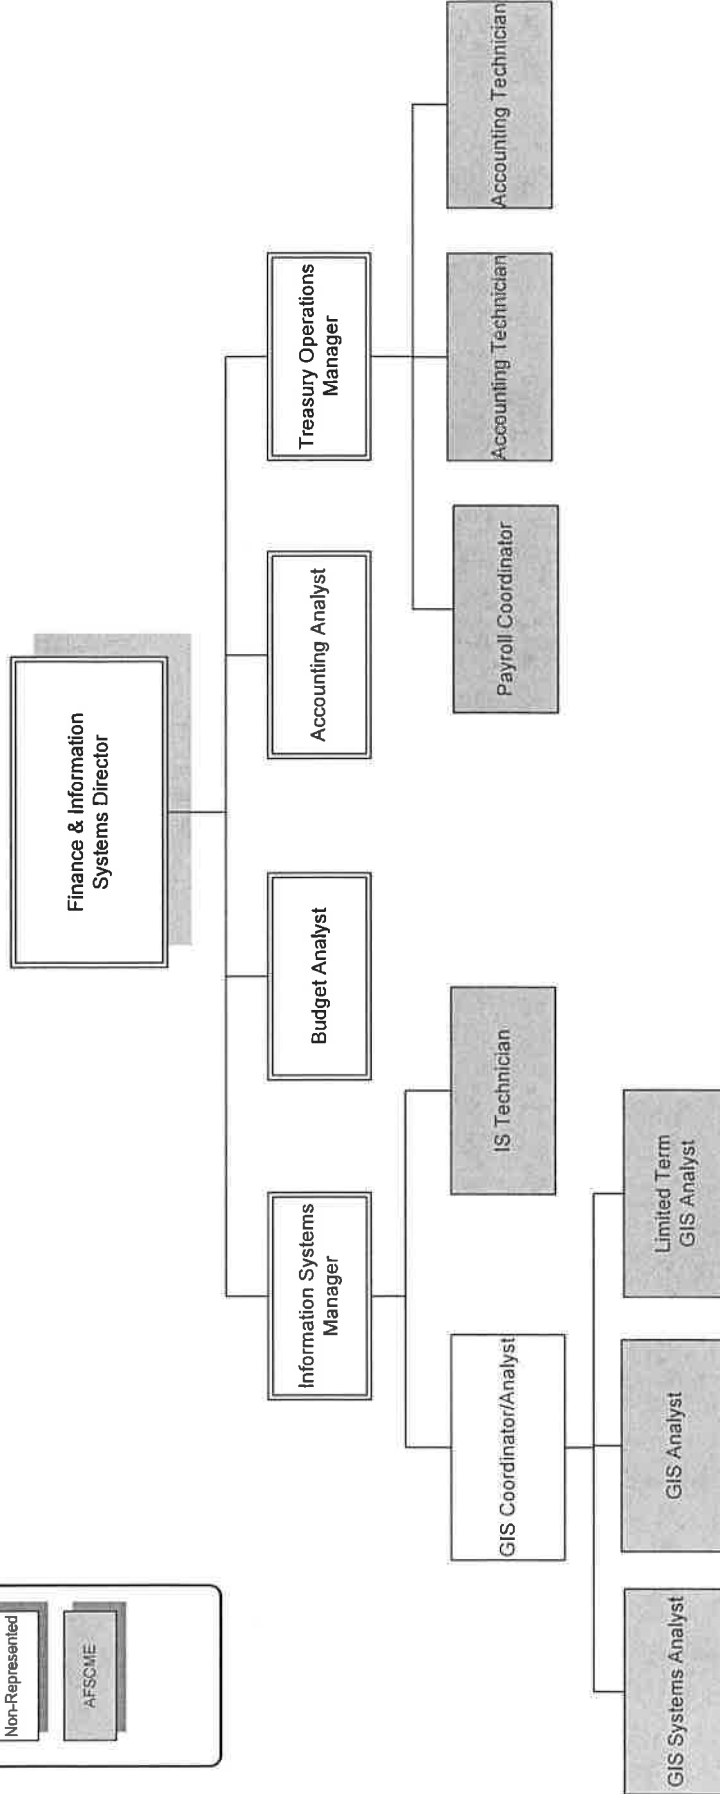 Non-Represented
AFSCME
Finance & Information
Systems Director
Information Systems
Manager
Budget Analyst
Accounting Analyst
Treasury Operations
Manager
GIS Coordinator/Analyst
IS Technician
Payroll Coordinator
Accounting Technician
Accounting Technician
GIS Systems Analyst
GIS Analyst
Limited Term
GIS Analyst